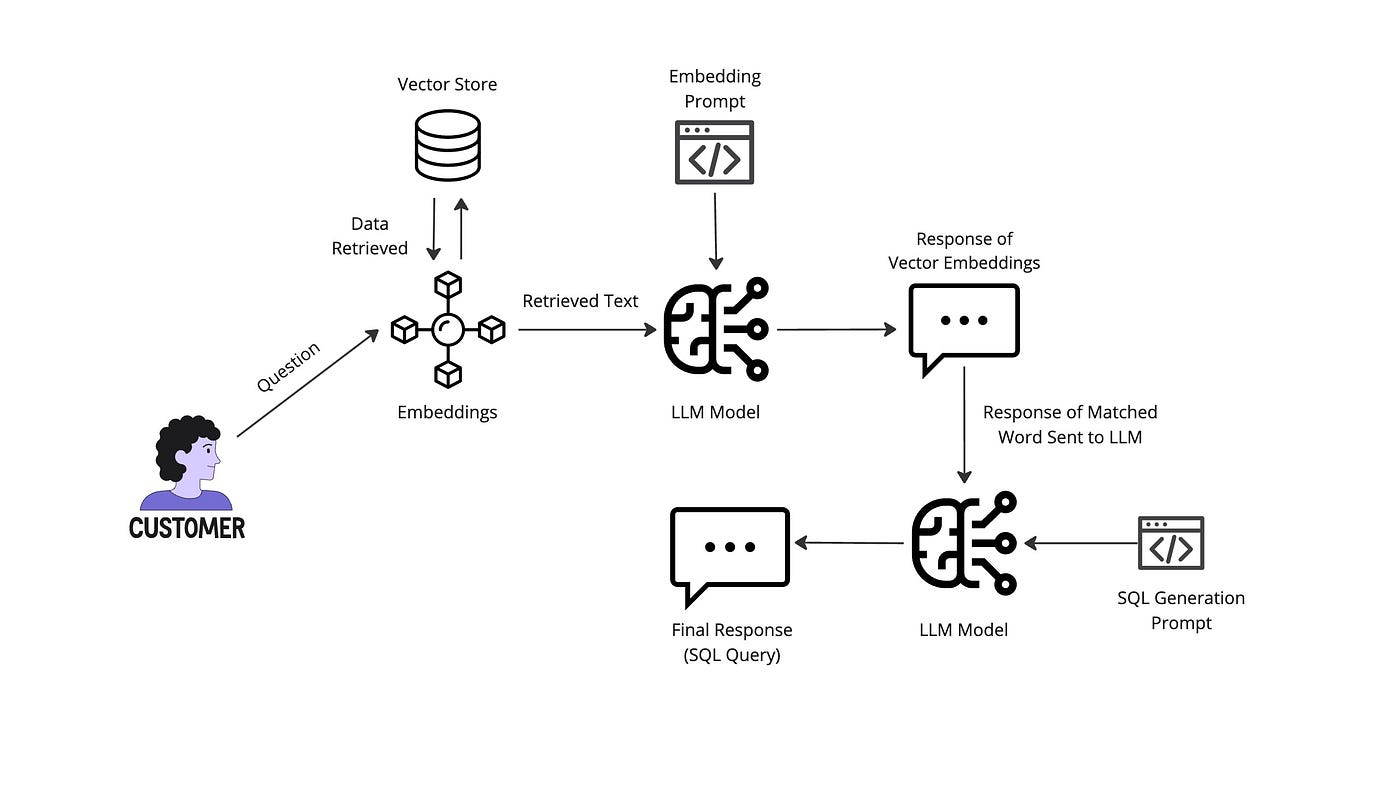 Vector Store
Embedding
Prompt
Data
Retrieved
Response of
Vector Embeddings
Retrieved Text
Question
Embeddings
LLM Model
Response of Matched
Word Sent to LLM
CUSTOMER
SQL Generation
Prompt
LLM Model
Final Response
(SQL Query)